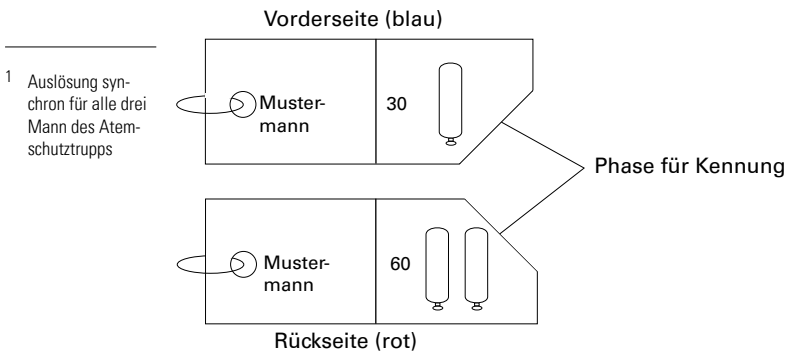 Vorderseite (blau)
1 Auslösung syn-
chron für alle drei
Mann des Atem-
schutztrupps
Muster-
mann
30
Phase für Kennung
Muster-
mann
60
Rückseite (rot)